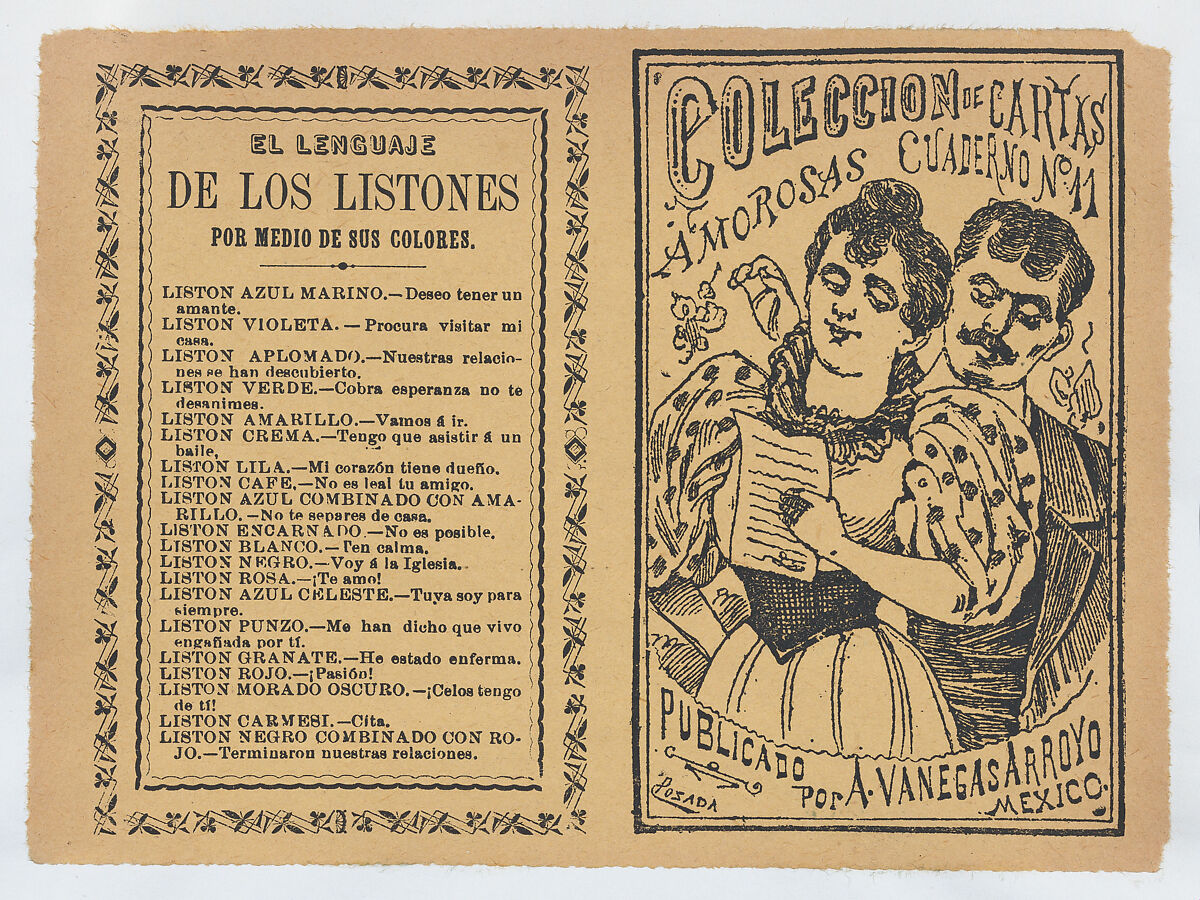 EL LENGUAJE
DE LOS LISTONES
POR MEDIO DE SUS COLORES.
LISTON AZUL MARINO.—Deseo tener un
amante.
LISTON VIOLETA.—Procura visitar mi
casa.
LISTON APLOMADO.—Nuestras relacio-
nes se han descubierto.
LISTON VERDE.—Cobra esperanza no te
desanimes.
LISTON AMARILLO.—Vamos á ir.
LISTON CREMA.—Tengo que asistir á un
baile,
LISTON LILA.—Mi corazón tiene dueño.
LISTON CAFE.—No es leal tu amigo.
LISTON AZUL COMBINADO CON AMA-
RILLO.—No te separes de casa.
LISTON ENCARNADO.—No es posible.
LISTON BLANCO.—Ten calma.
LISTON NEGRO.—Voy á la Iglesia.
LISTON ROSA.—¡Te amo!
LISTON AZUL CELESTE.—Tuya soy para
siempre.
LISTON PUNZO.—Me han dicho que vivo
engañada por tí.
LISTON GRANATE.—He estado enferma.
LISTON ROJO.—¡Pasión!
LISTON MORADO OSCURO.—¡Celos tengo
de tí!
LISTON CARMESI.—Cita.
LISTON NEGRO COMBINADO CON RO-
JO.—Terminaron nuestras relaciones.
COLECCION DE CARTAS
AMOROSAS CUADERNO No. 11
PUBLICADO
POR A. VANEGAS ARROYO
MEXICO.
POSADA